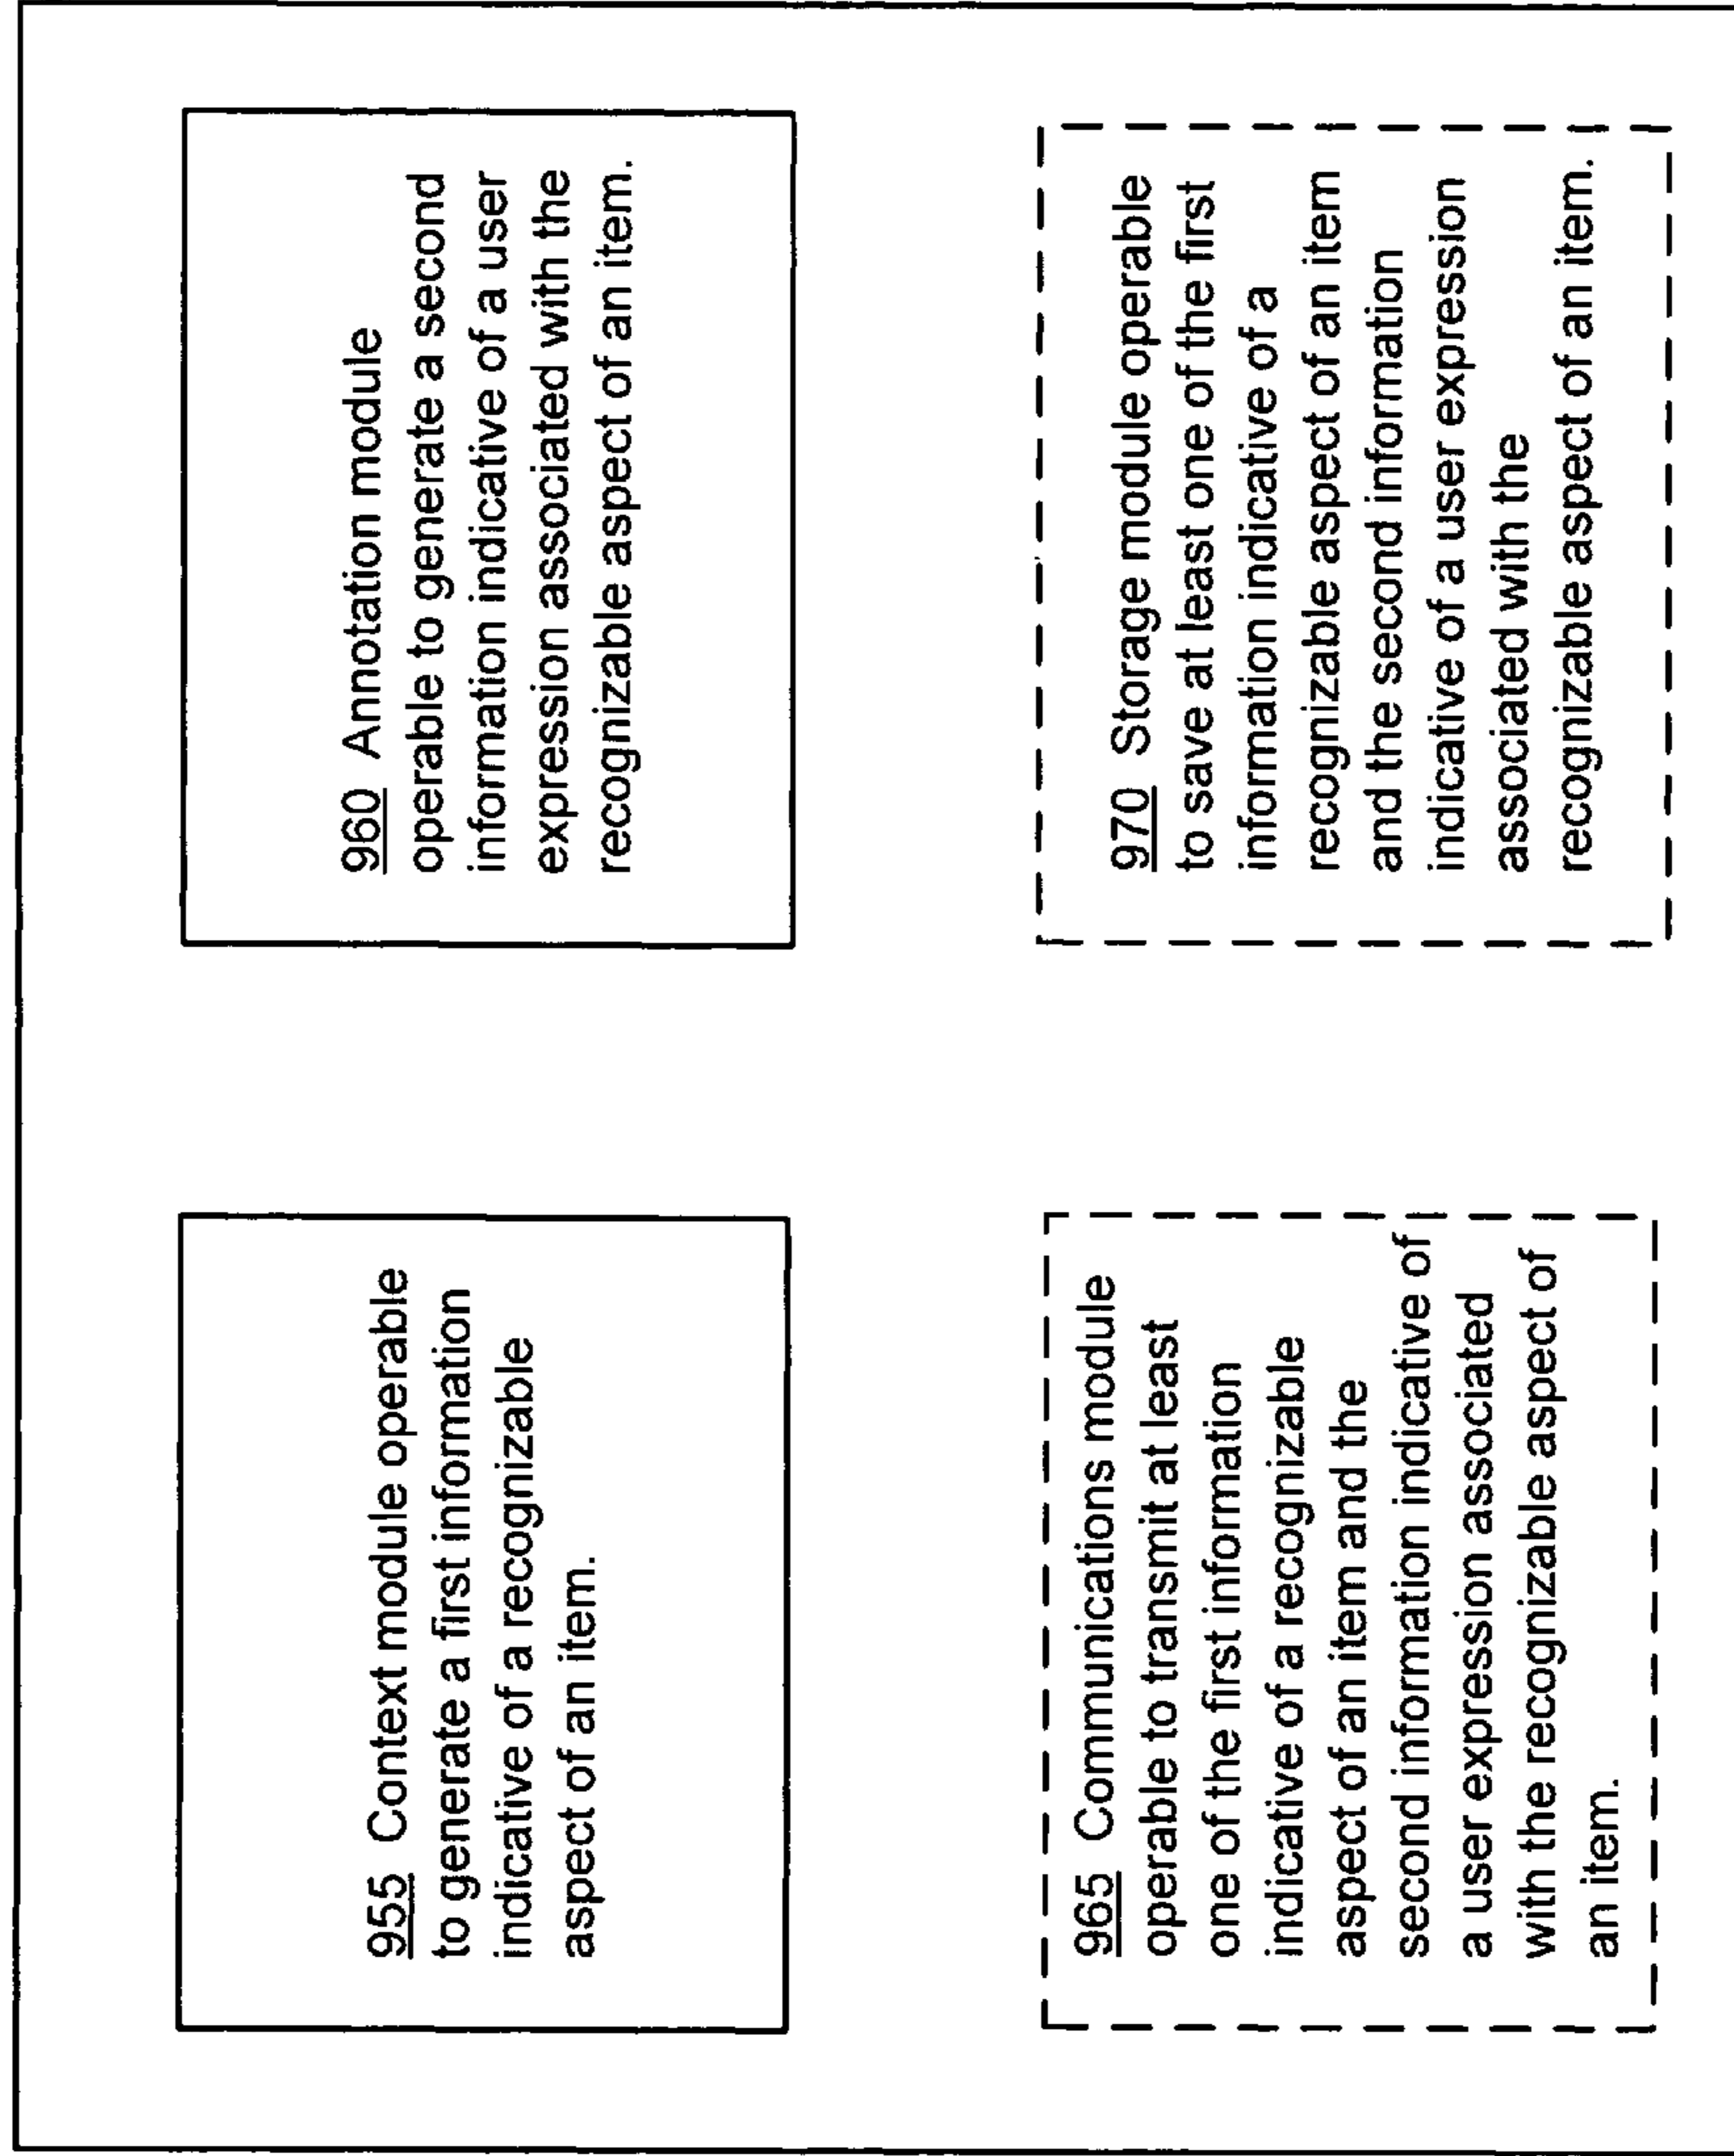 955 Context module operable
to generate a first information
indicative of a recognizable
aspect of an item.
960 Annotation module
operable to generate a second
information indicative of a user
expression associated with the
recognizable aspect of an item.
965 Communications module
operable to transmit at least
one of the first information
indicative of a recognizable
aspect of an item and the
second information indicative of
a user expression associated
with the recognizable aspect of
an item.
970 Storage module operable
to save at least one of the first
information indicative of a
recognizable aspect of an item
and the second information
indicative of a user expression
associated with the
recognizable aspect of an item.